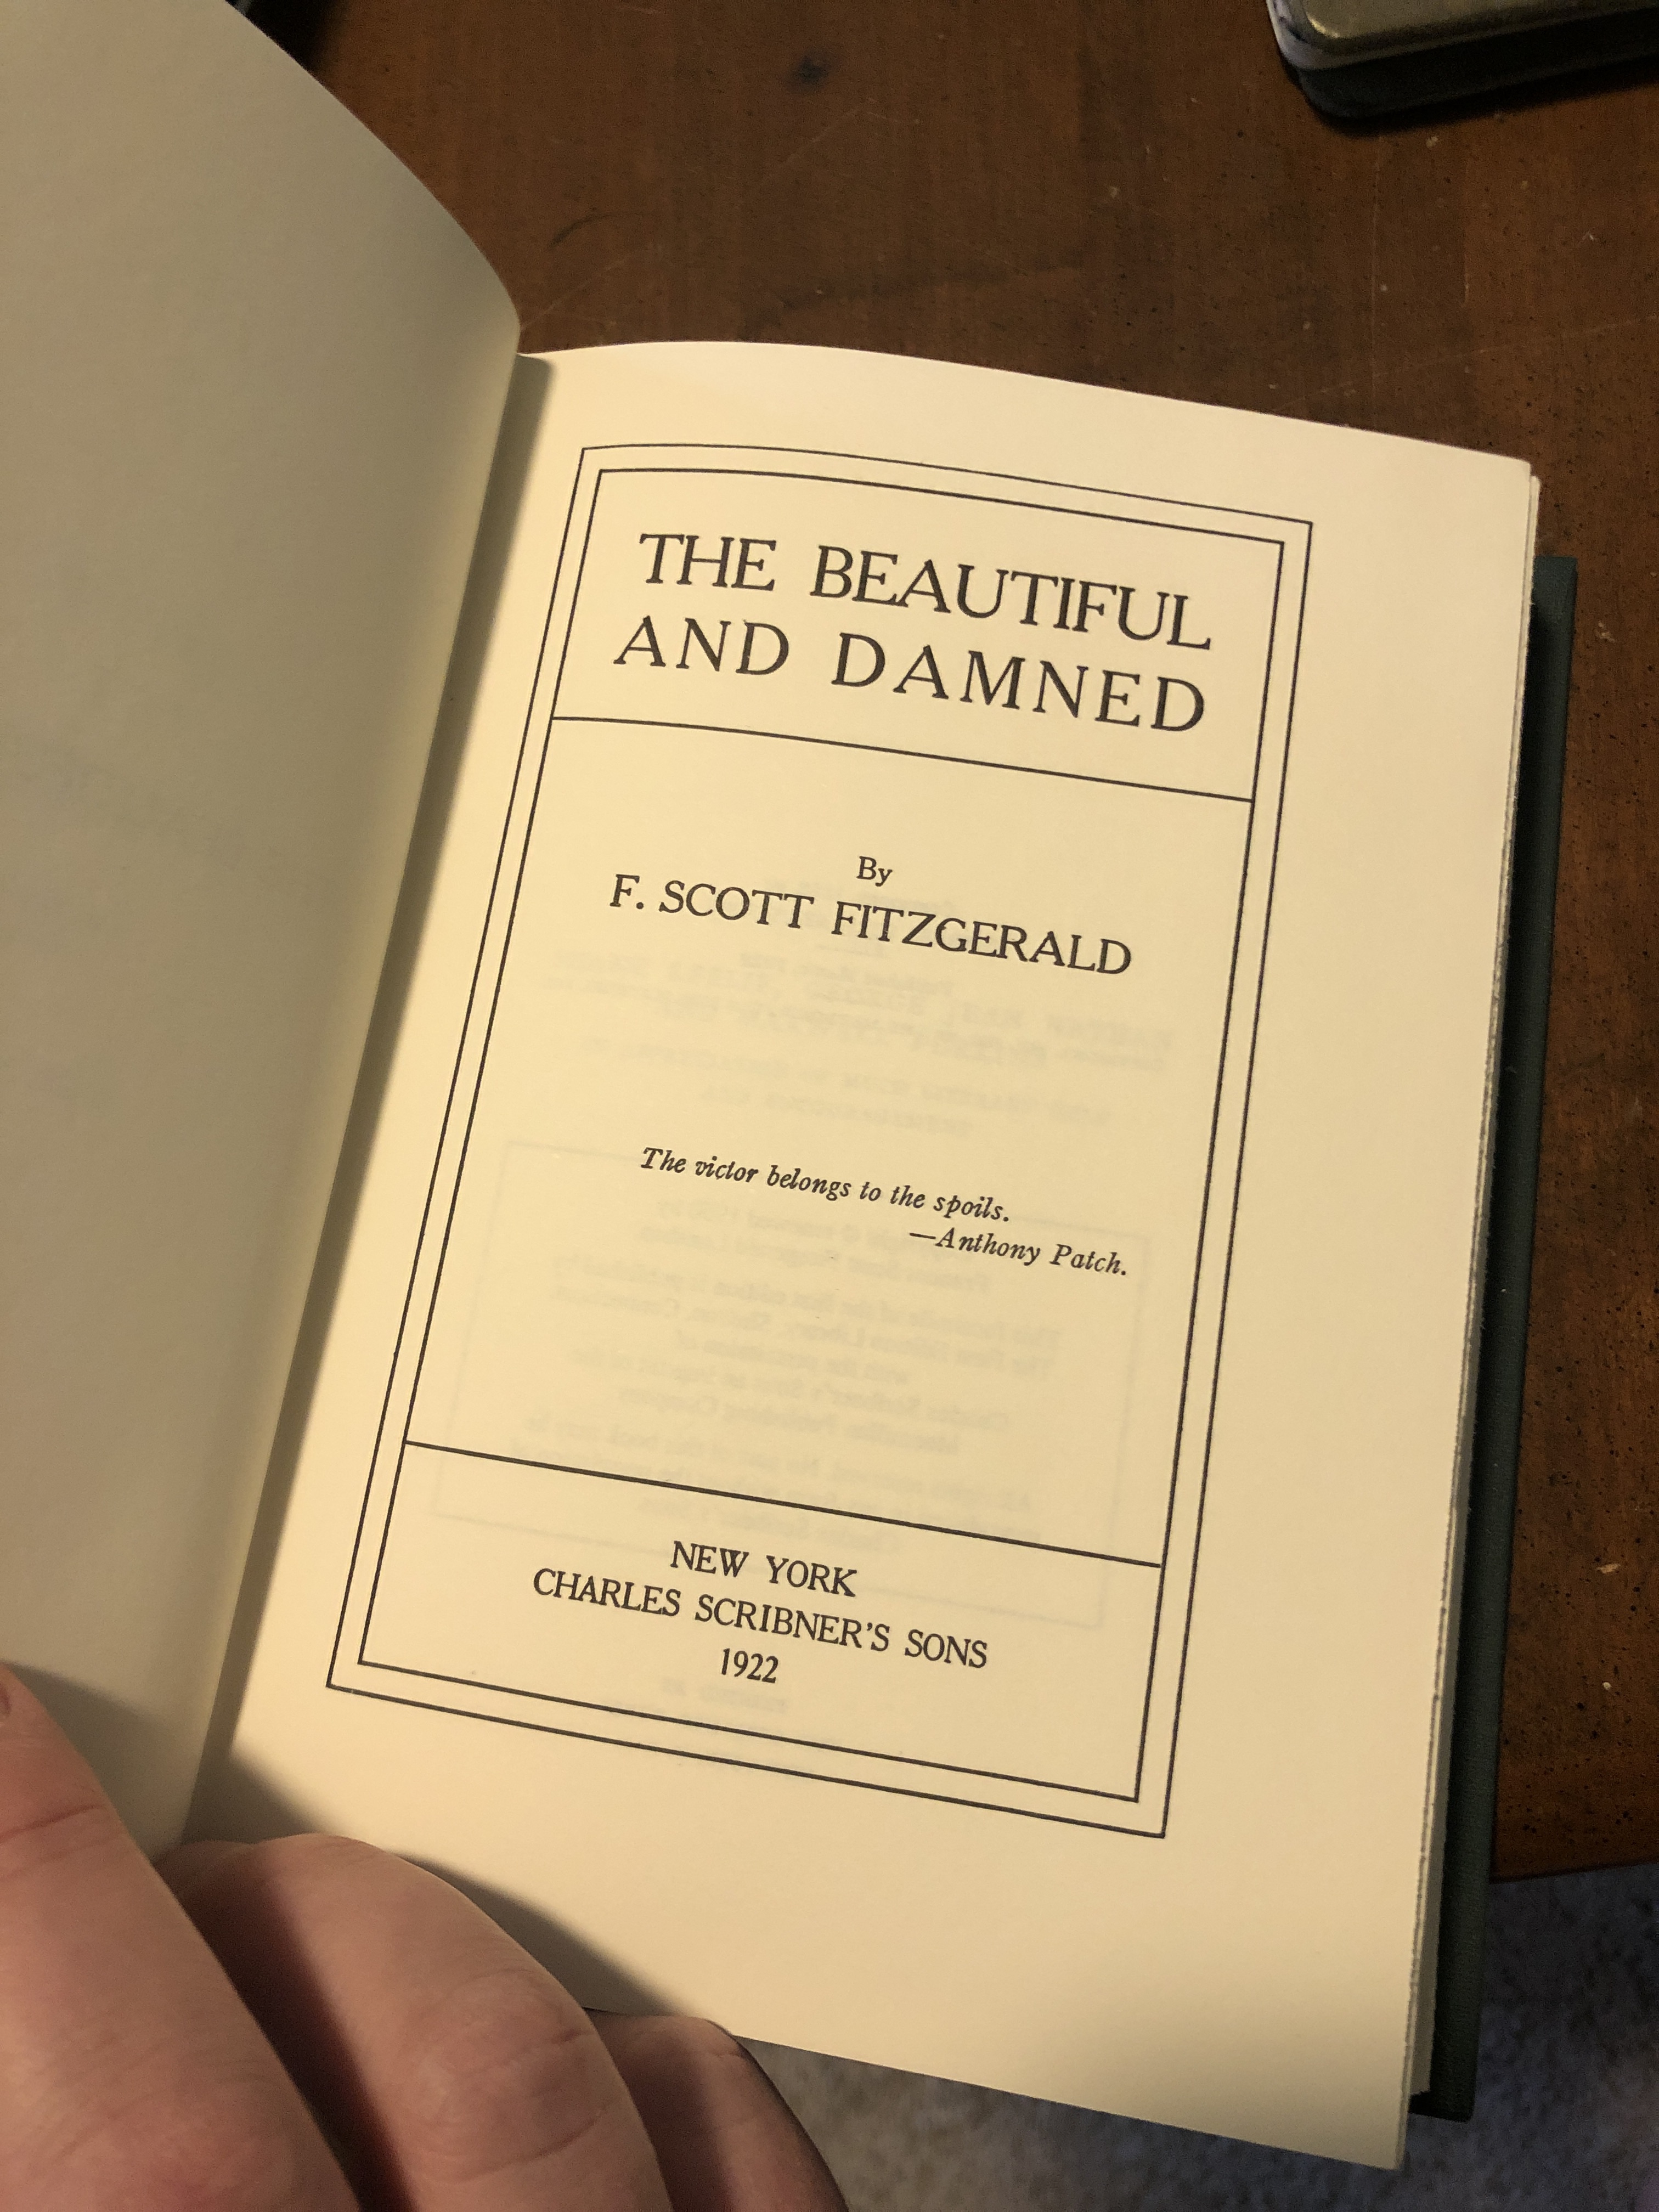 THE BEAUTIFUL
AND DAMNED
By
F. SCOTT FITZGERALD
The victor belongs to the spoils.
—Anthony Patch.
NEW YORK
CHARLES SCRIBNER'S SONS
1922